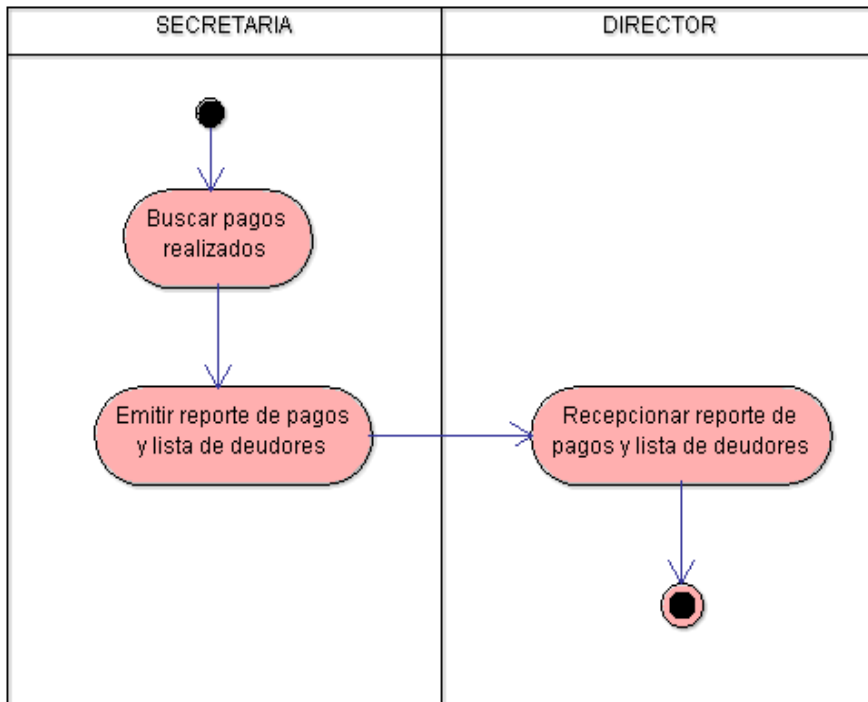 SECRETARIA
DIRECTOR
Buscar pagos
realizados
Emitir reporte de pagos
y lista de deudores
Recepcionar reporte de
pagos y lista de deudores